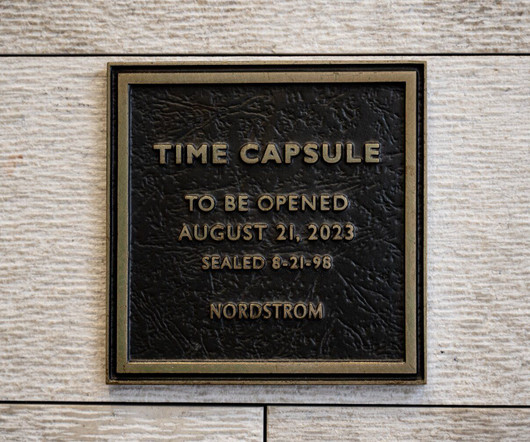 TIME CAPSULE
TO BE OPENED
AUGUST 21, 2023
SEALED 8-21-98
NORDSTROM